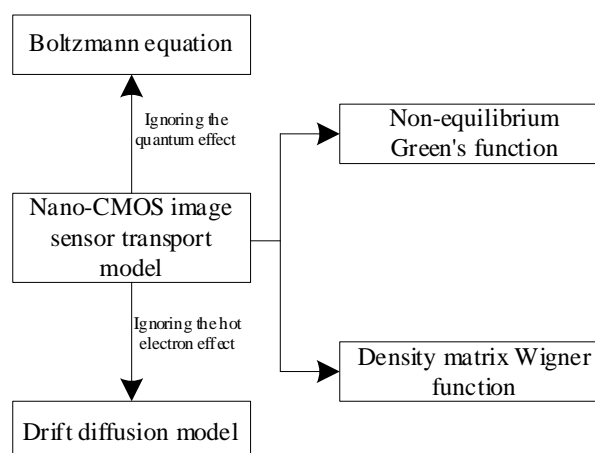 Boltzmann equation
Ignoring the
quantum effect
Non-equilibrium
Green's function
Nano-CMOS image
sensor transport
model
Ignoring the hot
electron effect
Density matrix Wigner
function
Drift diffusion model